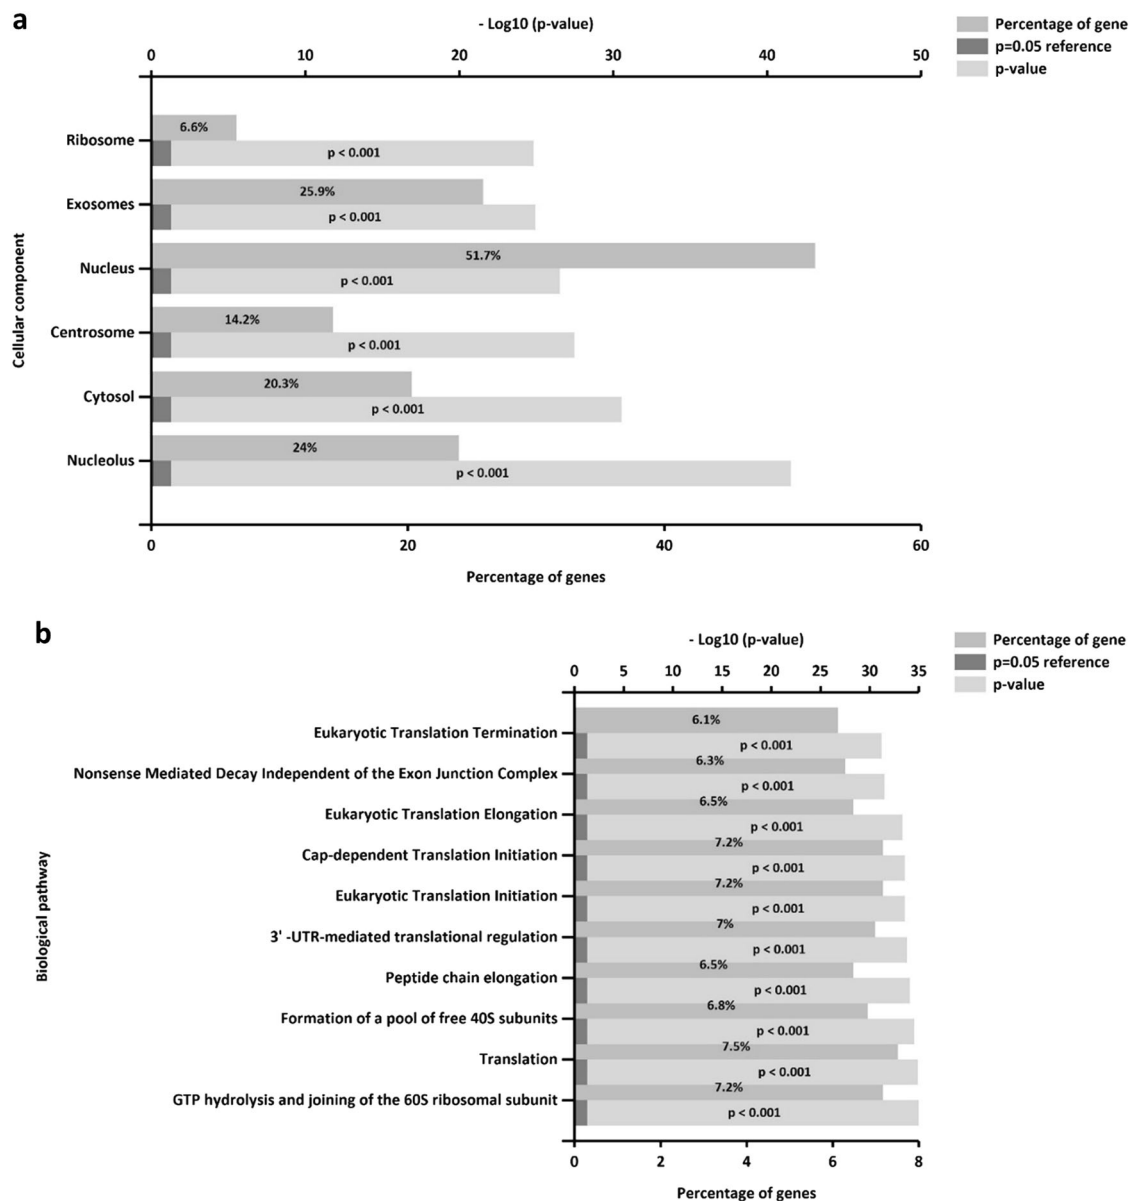 a
- Log10 (p-value)
Percentage of gene
p=0.05 reference
p-value
0 10 20 30 40 50
Cellular component
Ribosome
6.6%
p < 0.001
Exosomes
25.9%
p < 0.001
Nucleus
51.7%
p < 0.001
Centrosome
14.2%
p < 0.001
Cytosol
20.3%
p < 0.001
Nucleolus
24%
p < 0.001
0 20 40 60
Percentage of genes
b
- Log10 (p-value)
Percentage of gene
p=0.05 reference
p-value
0 5 10 15 20 25 30 35
Biological pathway
Eukaryotic Translation Termination
6.1%
p < 0.001
Nonsense Mediated Decay Independent of the Exon Junction Complex
6.3%
p < 0.001
Eukaryotic Translation Elongation
6.5%
p < 0.001
Cap-dependent Translation Initiation
7.2%
p < 0.001
Eukaryotic Translation Initiation
7.2%
p < 0.001
3' -UTR-mediated translational regulation
7%
p < 0.001
Peptide chain elongation
6.5%
p < 0.001
Formation of a pool of free 40S subunits
6.8%
p < 0.001
Translation
7.5%
p < 0.001
GTP hydrolysis and joining of the 60S ribosomal subunit
7.2%
p < 0.001
0 2 4 6 8
Percentage of genes